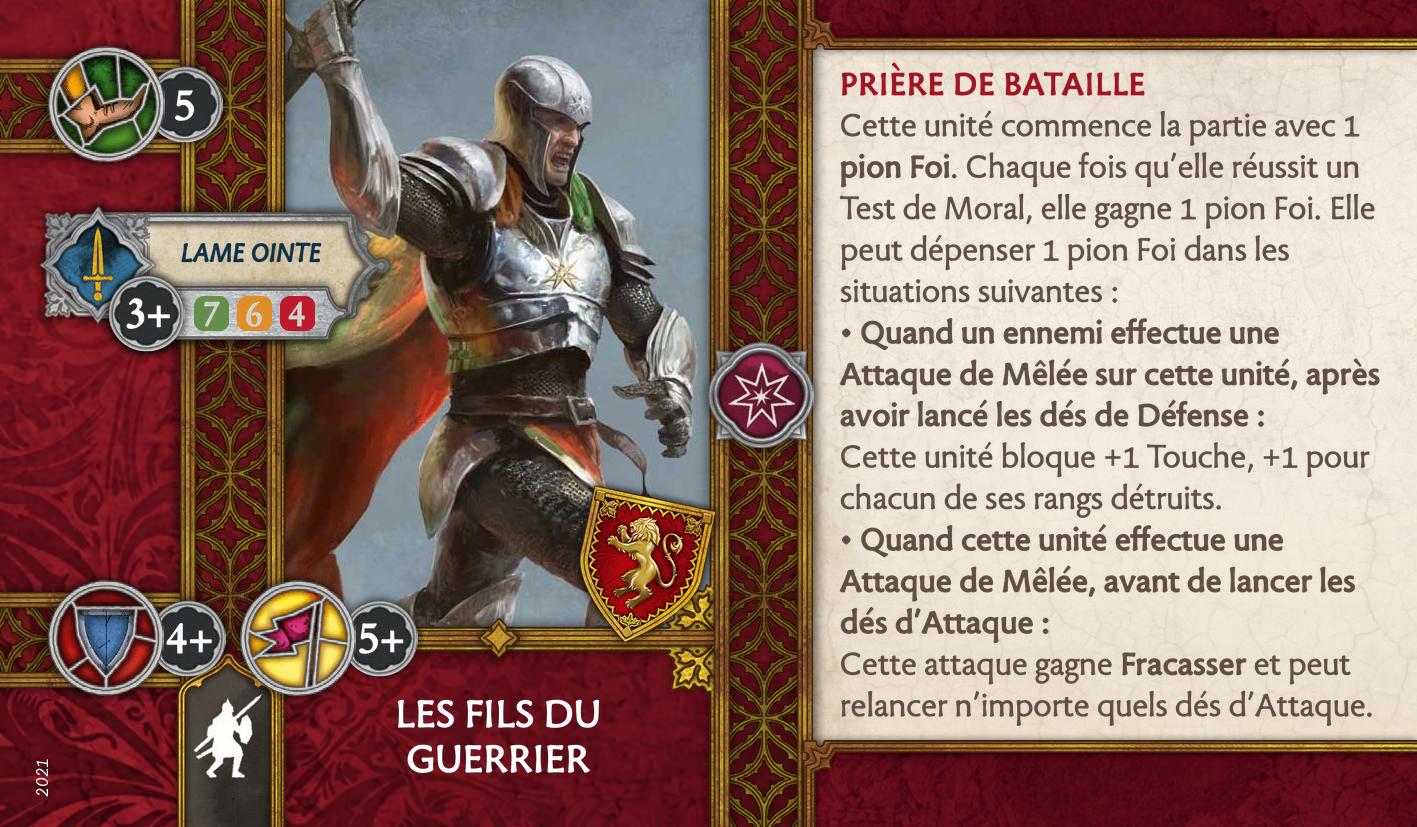 5
LAME OINTE
3+ 7 6 4
4+ 5+
LES FILS DU
GUERRIER
2021
PRIÈRE DE BATAILLE
Cette unité commence la partie avec 1
pion Foi. Chaque fois qu’elle réussit un
Test de Moral, elle gagne 1 pion Foi. Elle
peut dépenser 1 pion Foi dans les
situations suivantes :
• Quand un ennemi effectue une
Attaque de Mêlée sur cette unité, après
avoir lancé les dés de Défense :
Cette unité bloque +1 Touche, +1 pour
chacun de ses rangs détruits.
• Quand cette unité effectue une
Attaque de Mêlée, avant de lancer les
dés d’Attaque :
Cette attaque gagne Fracasser et peut
relancer n’importe quels dés d’Attaque.